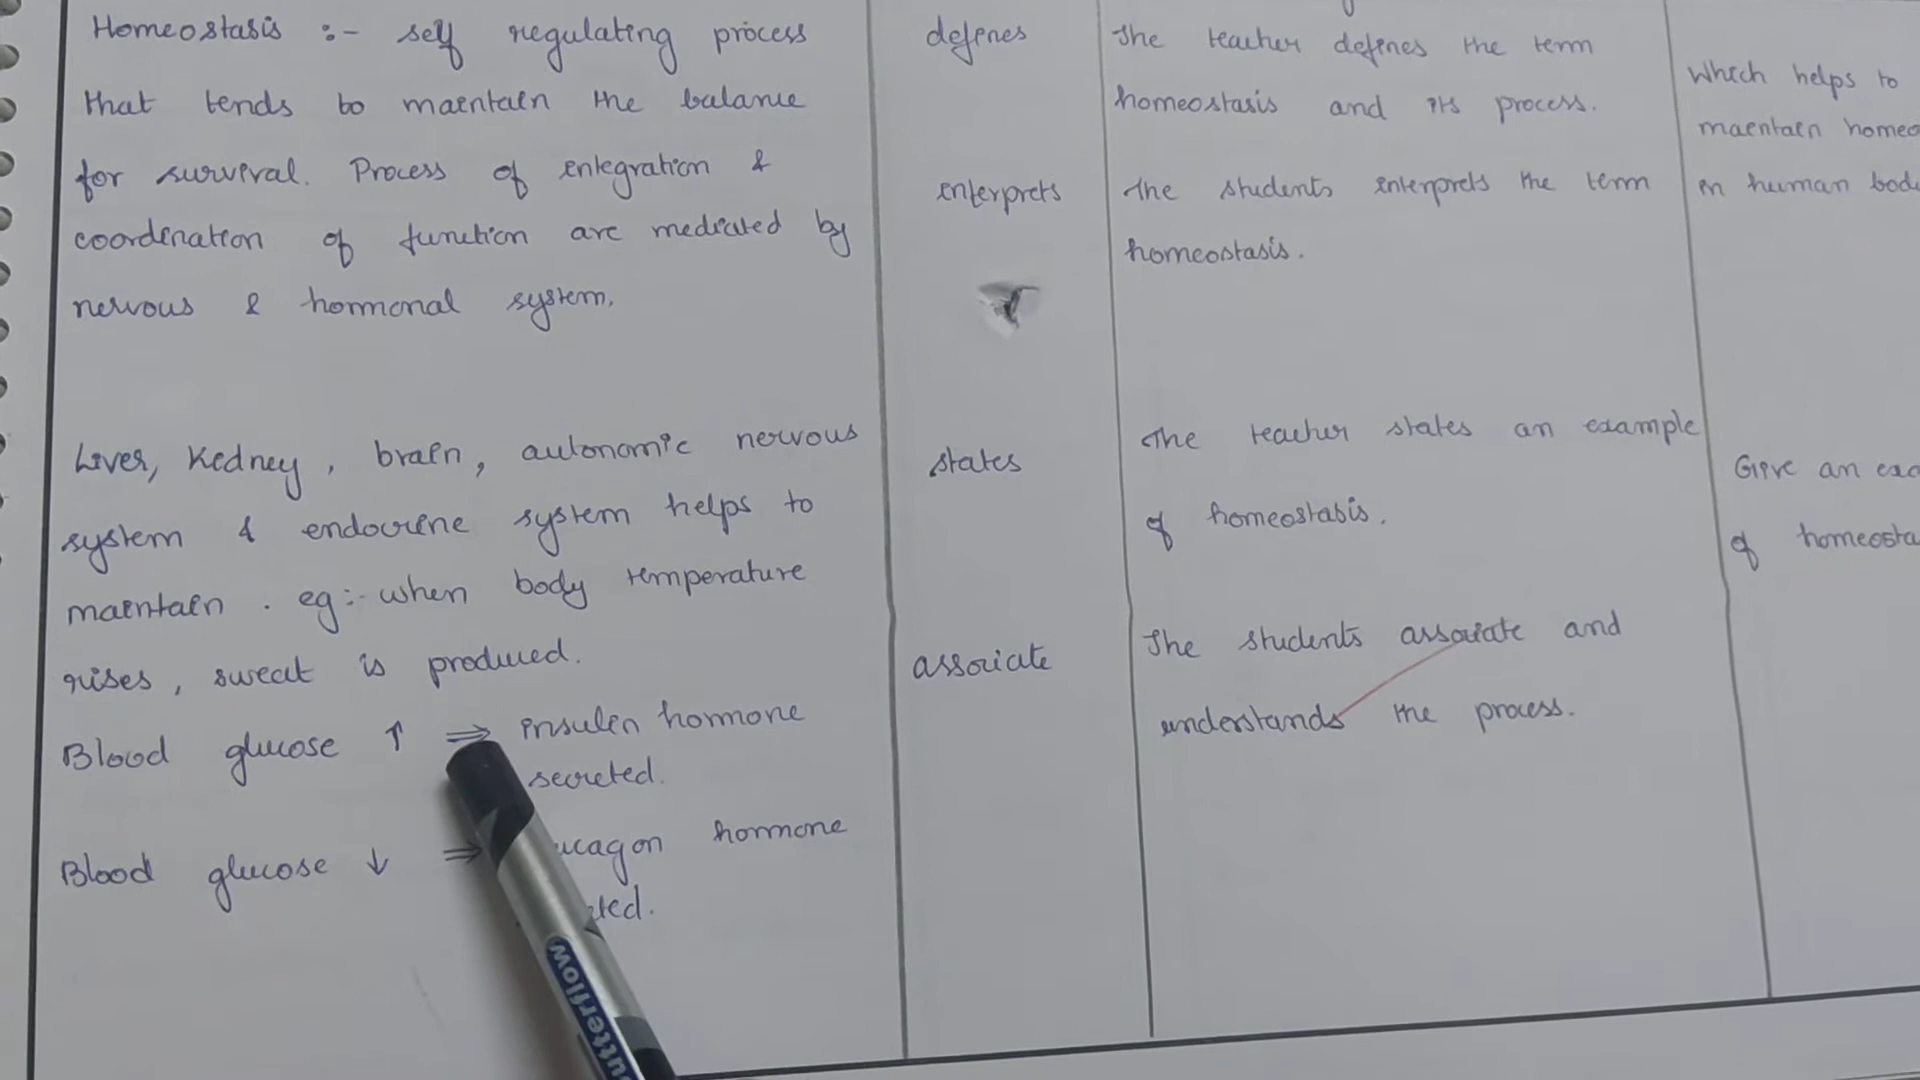 Homeostasis :- self regulating process
that tends to maintain the balance
for survival. Process of integration &
coordination of function are mediated by
nervous & hormonal system.
Liver, Kidney, brain, autonomic nervous
system & endocrine system helps to
maintain. eg:- when body temperature
rises, sweat is produced.
Blood glucose ↑ ⇒ insulin hormone
secreted.
Blood glucose ↓ ⇒ hormone
defines
interprets
states
associate
The teacher defines the term
homeostasis and its process.
The students interprets the term
homeostasis.
The teacher states an example
of homeostasis.
The students associate and
understands the process.
Which helps to
maintain
in human
Give an
of